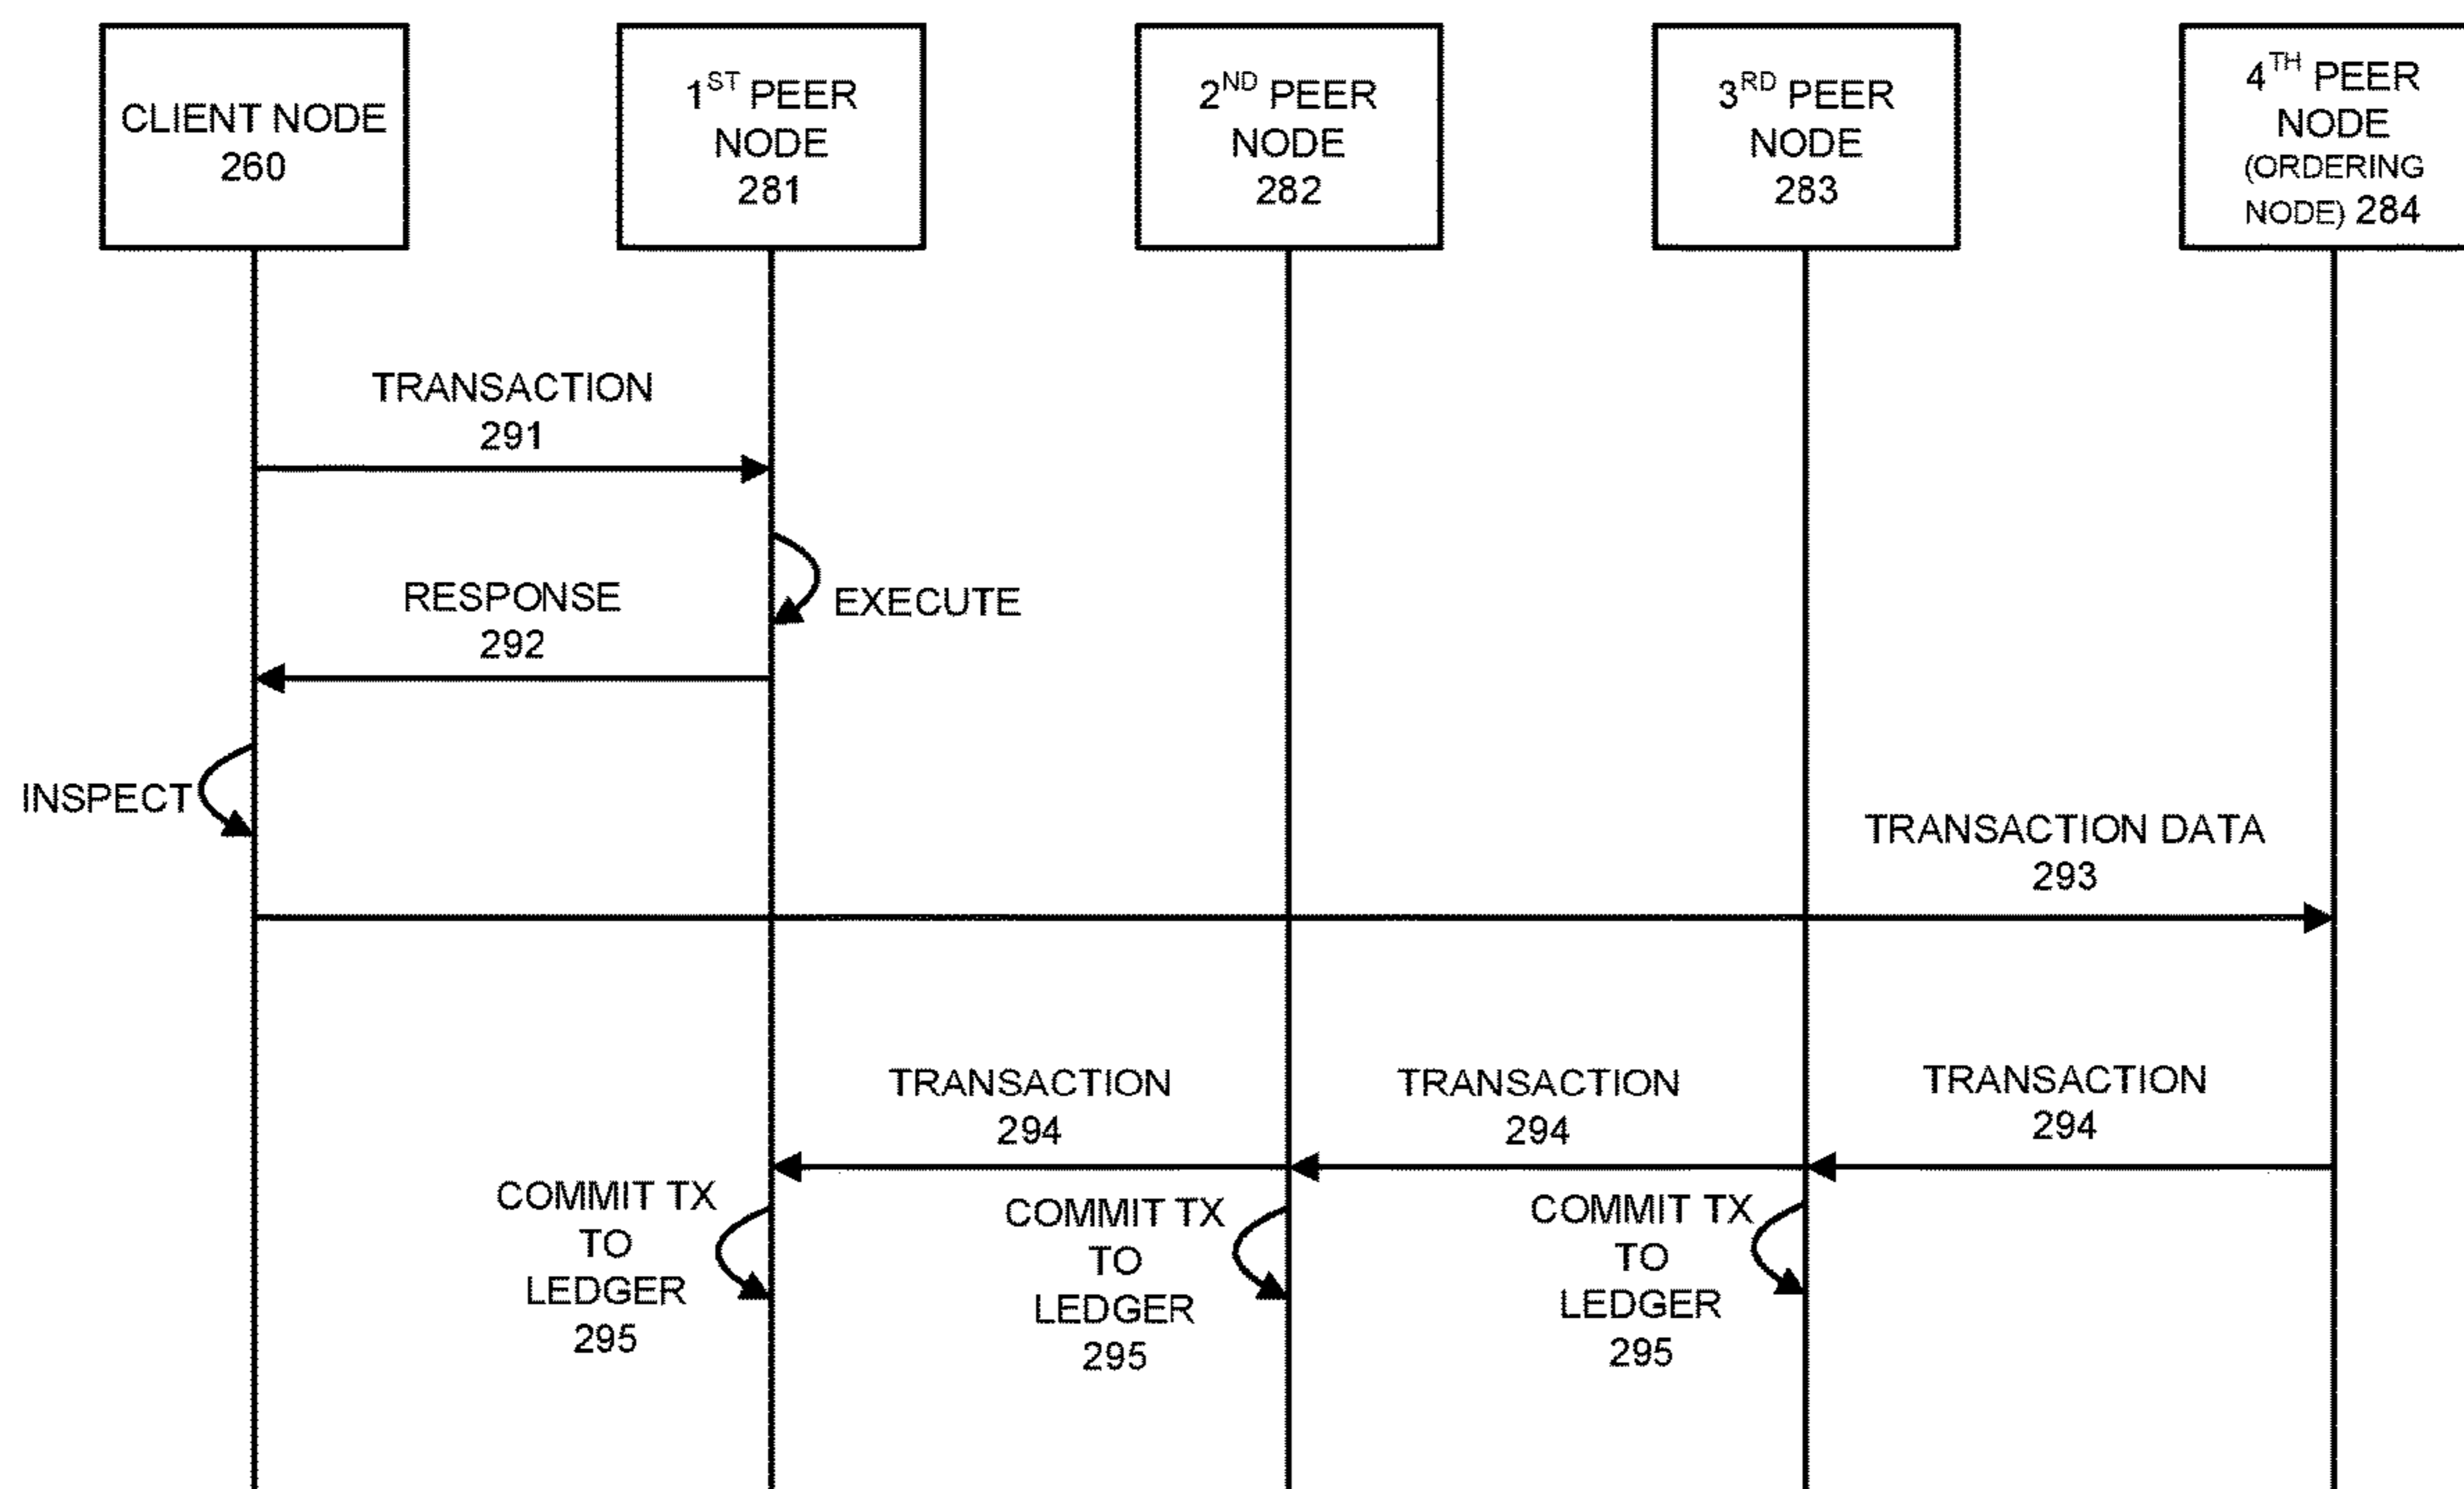 CLIENT NODE
260
1ST PEER
NODE
281
2ND PEER
NODE
282
3RD PEER
NODE
283
4TH PEER
NODE
(ORDERING
NODE) 284
TRANSACTION
291
EXECUTE
RESPONSE
292
INSPECT
TRANSACTION DATA
293
TRANSACTION
294
TRANSACTION
294
TRANSACTION
294
COMMIT TX
TO
LEDGER
295
COMMIT TX
TO
LEDGER
295
COMMIT TX
TO
LEDGER
295